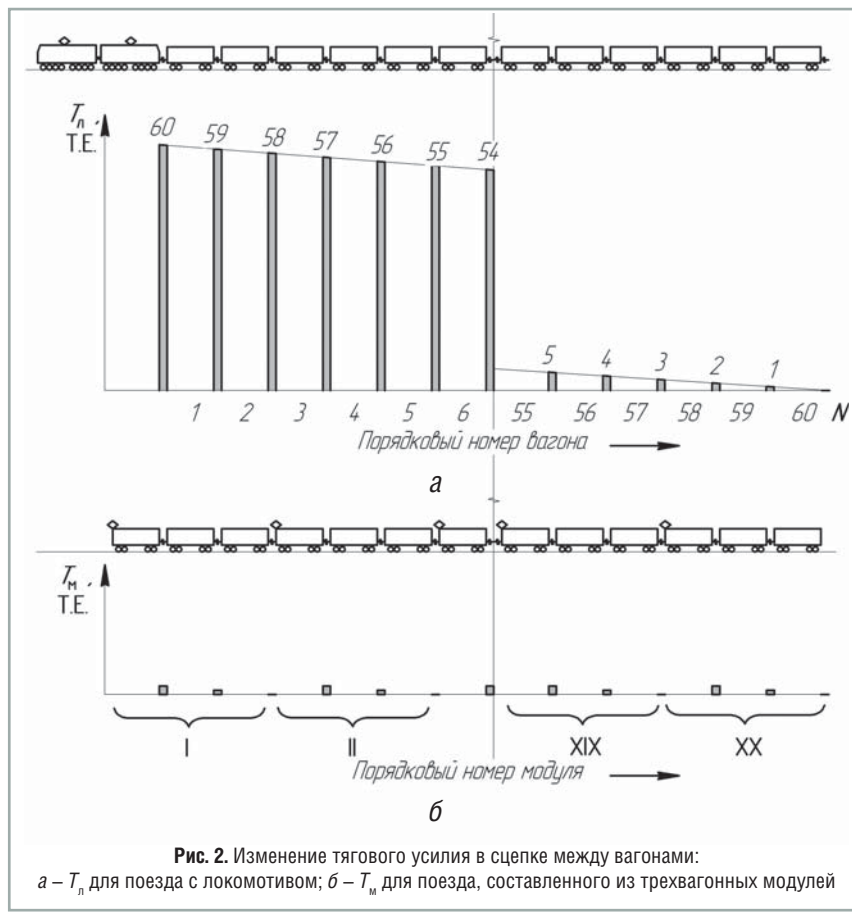 Tл,
Т.Е.
60 59 58 57 56 55 54
5 4 3 2 1
1 2 3 4 5 6 55 56 57 58 59 60 N
Порядковый номер вагона
а
Tм,
Т.Е.
I II XIX XX
Порядковый номер модуля
б
Рис. 2. Изменение тягового усилия в сцепке между вагонами:
а – Tл для поезда с локомотивом; б – Tм для поезда, составленного из трехвагонных модулей